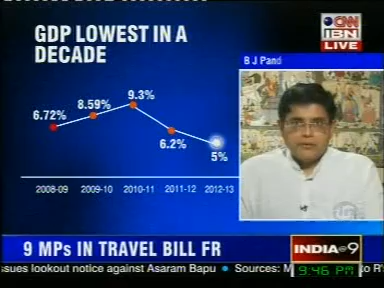 GDP LOWEST IN A
DECADE
CNN
IBN
LIVE
B J Pand
6.72%
8.59%
9.3%
6.2%
5%
2008-09
2009-10
2010-11
2011-12
2012-13
9 MPs IN TRAVEL BILL FR
INDIA@9
ssues lookout notice against Asaram Bapu • Sources: M
9:46 PM
to R'